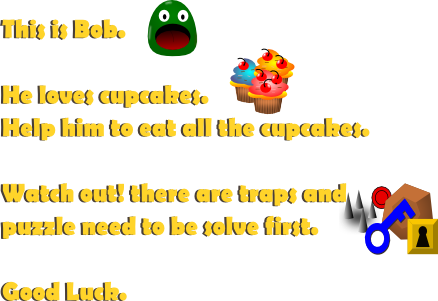 This is Bob.
He loves cupcakes.
Help him to eat all the cupcakes.
Watch out! there are traps and
puzzle need to be solve first.
Good Luck.